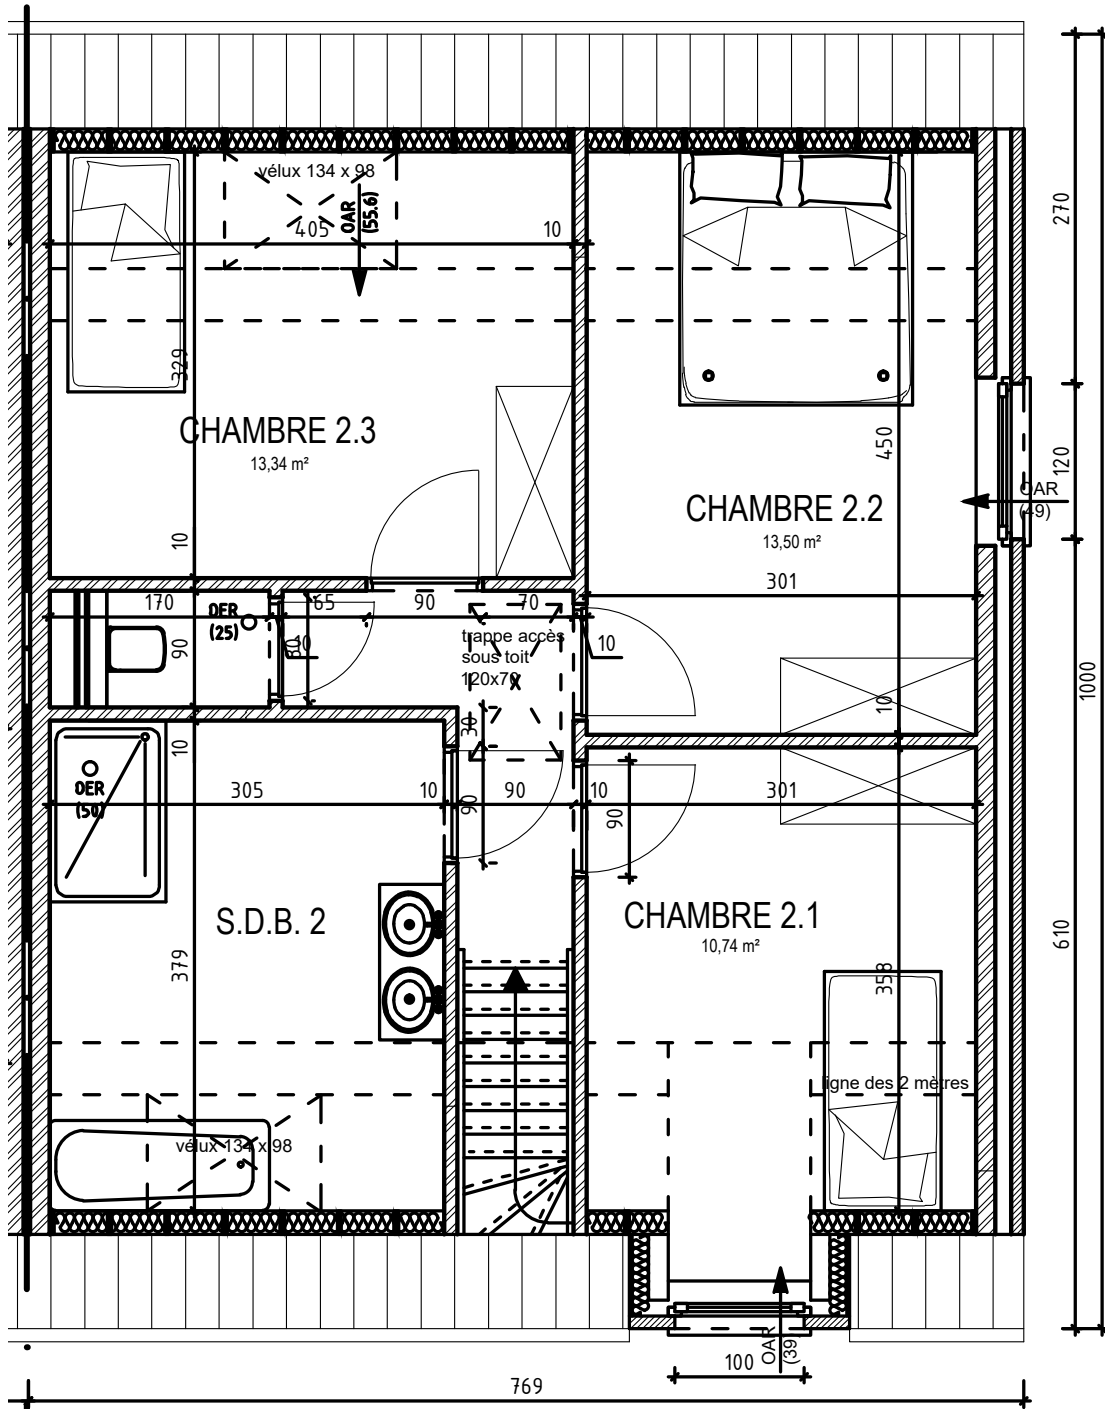 vélux 134 x 98
OAR
(55.6)
405
10
270
329
CHAMBRE 2.3
13,34 m²
450
120
OAR
(49)
CHAMBRE 2.2
13,50 m²
10
301
170
DER
(25)
65
90
70
90
80
10
trappe accès
sous toit
120x70
10
10
1000
10
30
DER
(50)
305
10
90
10
301
90
90
S.D.B. 2
CHAMBRE 2.1
10,74 m²
379
358
610
ligne des 2 mètres
vélux 134 x 98
OAR
(39)
100
769